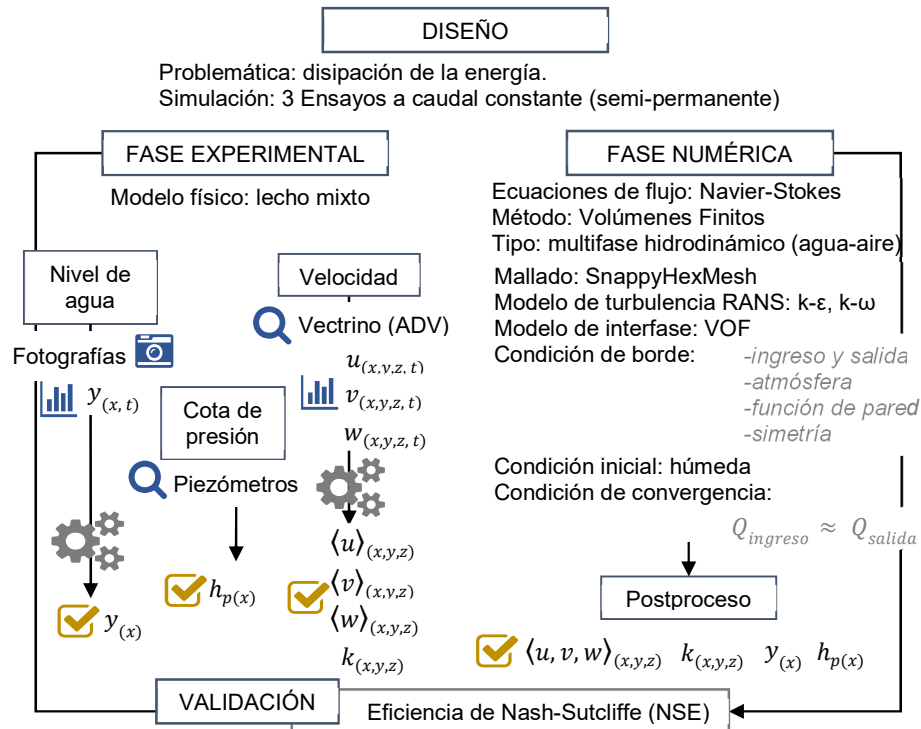 DISEÑO
Problemática: disipación de la energía.
Simulación: 3 Ensayos a caudal constante (semi-permanente)
FASE EXPERIMENTAL
Modelo físico: lecho mixto
Nivel de
agua
Fotografías
y(x, t)
y(x)
Cota de
presión
Piezómetros
hp(x)
Velocidad
Vectrino (ADV)
u(x,y,z, t)
v(x,y,z, t)
w(x,y,z, t)
⟨u⟩(x,y,z)
⟨v⟩(x,y,z)
⟨w⟩(x,y,z)
k(x,y,z)
FASE NUMÉRICA
Ecuaciones de flujo: Navier-Stokes
Método: Volúmenes Finitos
Tipo: multifase hidrodinámico (agua-aire)
Mallado: SnappyHexMesh
Modelo de turbulencia RANS: k-ε, k-ω
Modelo de interfase: VOF
Condición de borde: -ingreso y salida
-atmósfera
-función de pared
-simetría
Condición inicial: húmeda
Condición de convergencia:
Qingreso ≈ Qsalida
Postproceso
⟨u, v, w⟩(x,y,z) k(x,y,z) y(x) hp(x)
VALIDACIÓN
Eficiencia de Nash-Sutcliffe (NSE)